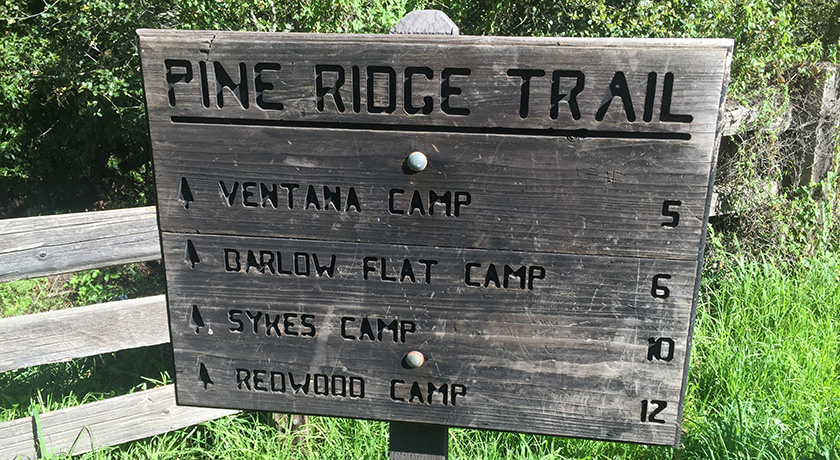 PINE RIDGE TRAIL
VENTANA CAMP 5
BARLOW FLAT CAMP 6
SYKES CAMP 10
REDWOOD CAMP 12